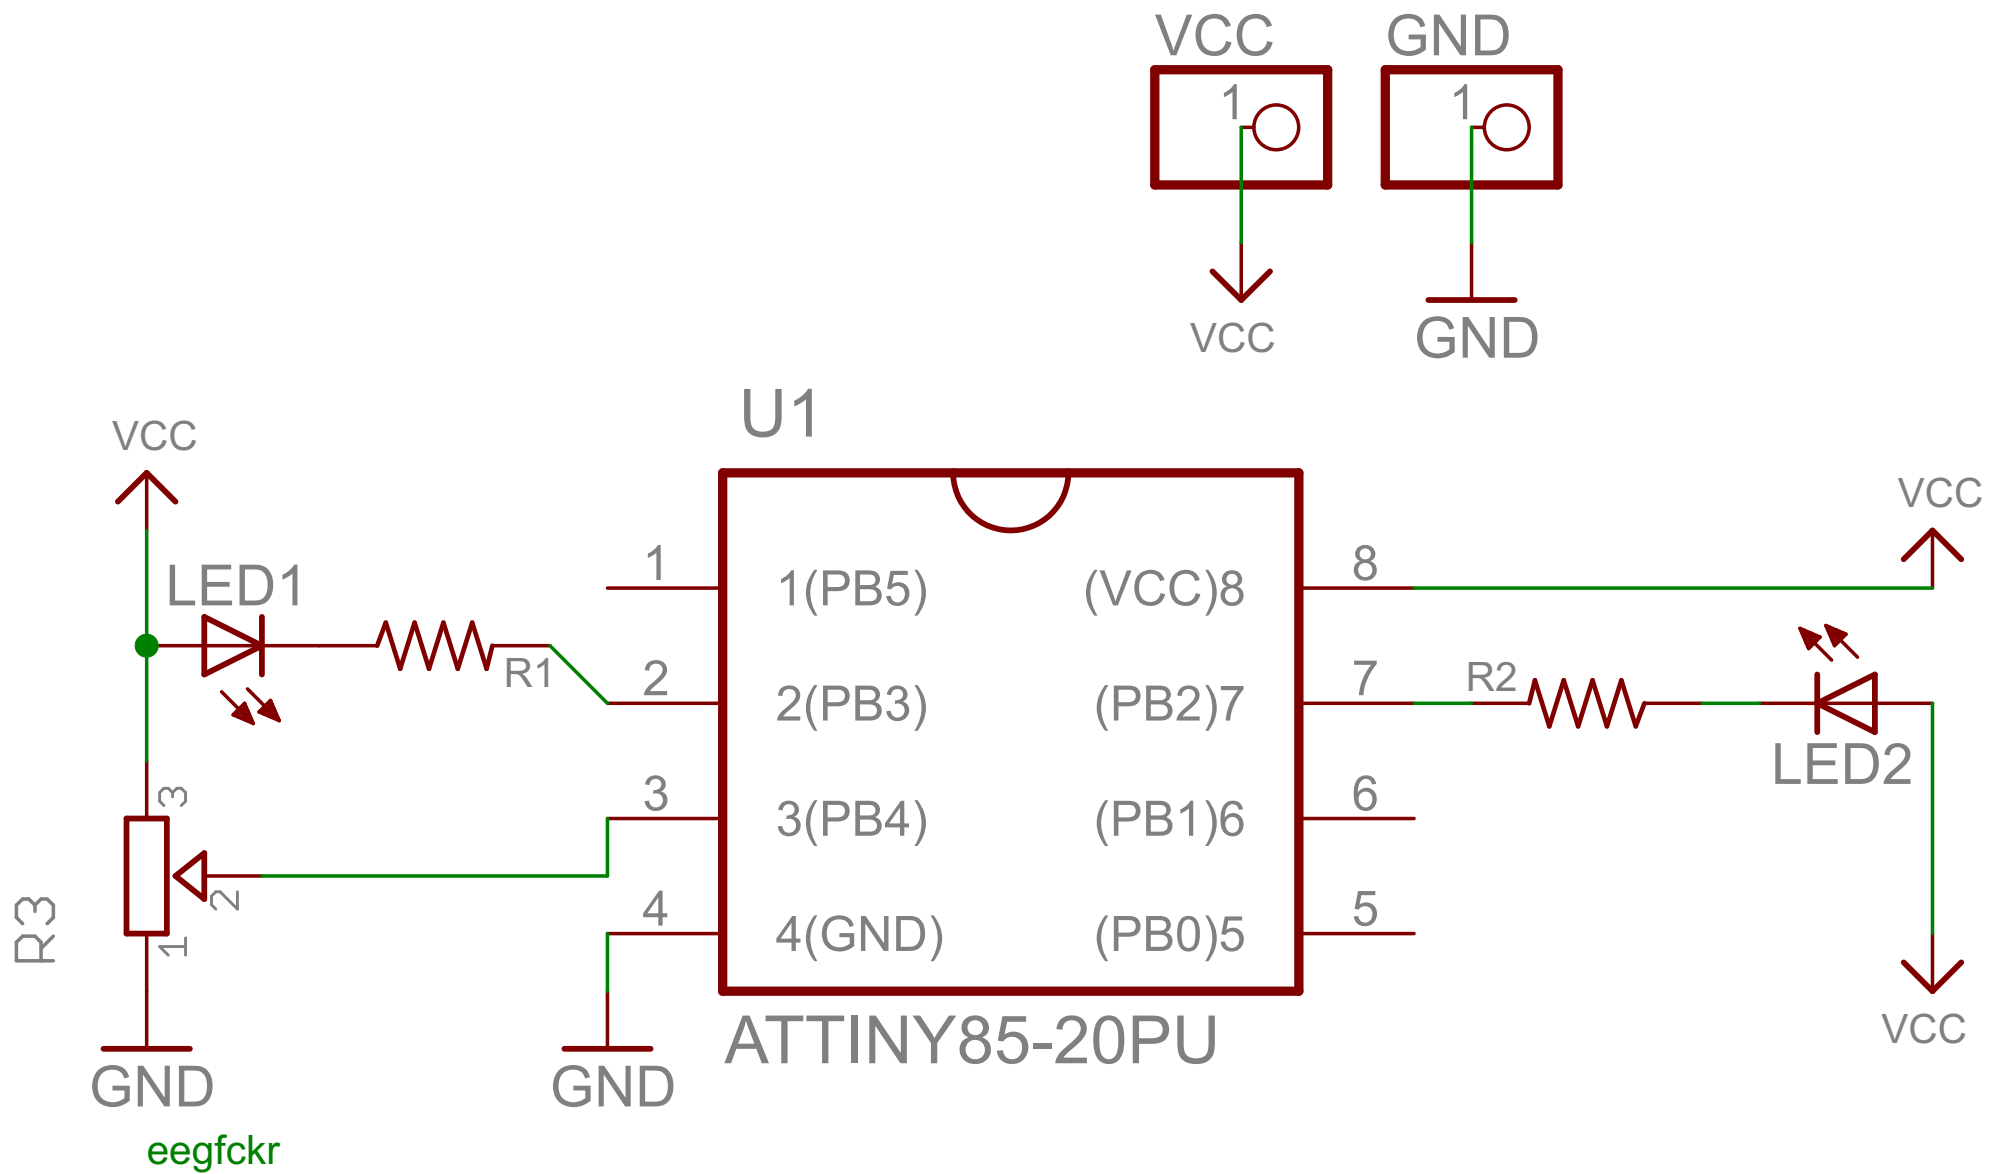 VCC GND
1 1
VCC GND
U1
VCC
VCC
LED1
1 1(PB5) (VCC)8 8
R1
2 2(PB3) (PB2)7 7 R2
LED2
3 3(PB4) (PB1)6 6
3
2
R3
1
4 4(GND) (PB0)5 5
ATTINY85-20PU
VCC
GND GND
eegfckr